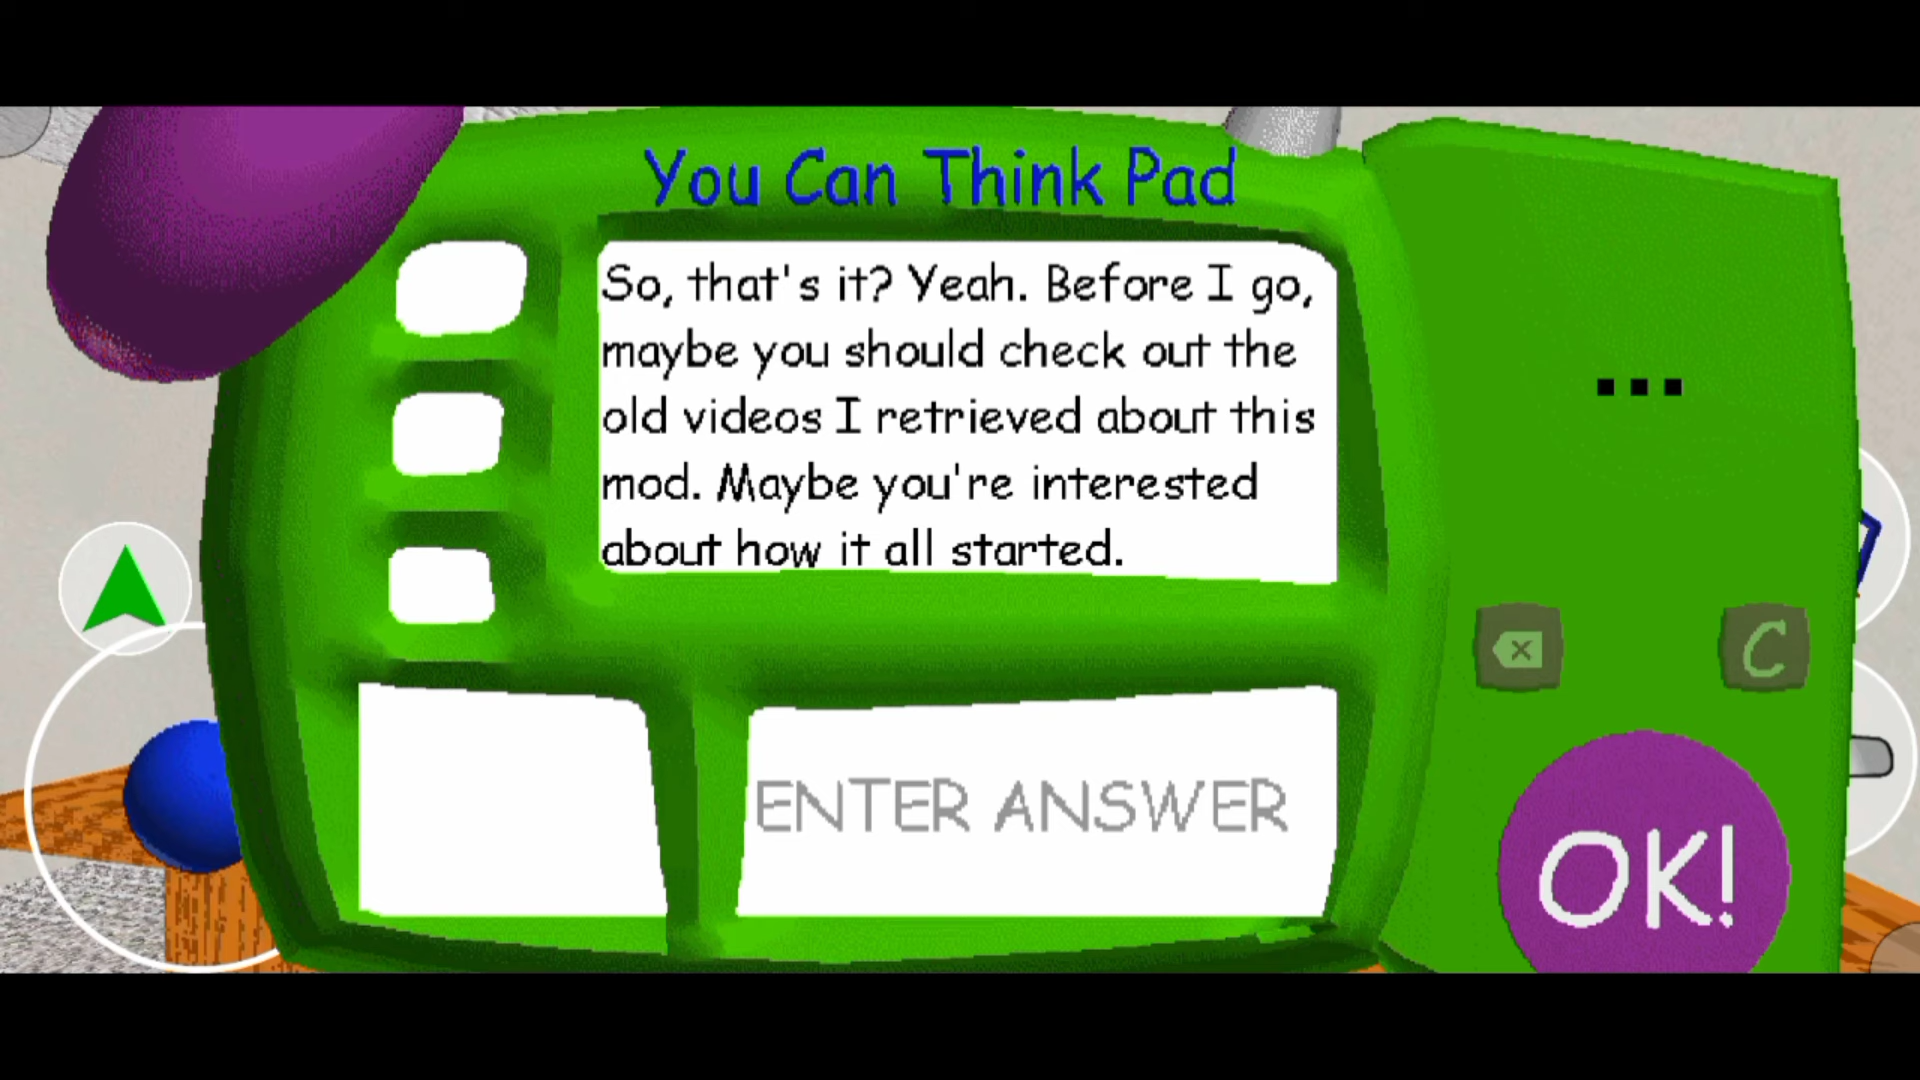 You Can Think Pad
So, that's it? Yeah. Before I go,
maybe you should check out the
old videos I retrieved about this
mod. Maybe you're interested
about how it all started.
...
C
ENTER ANSWER
OK!